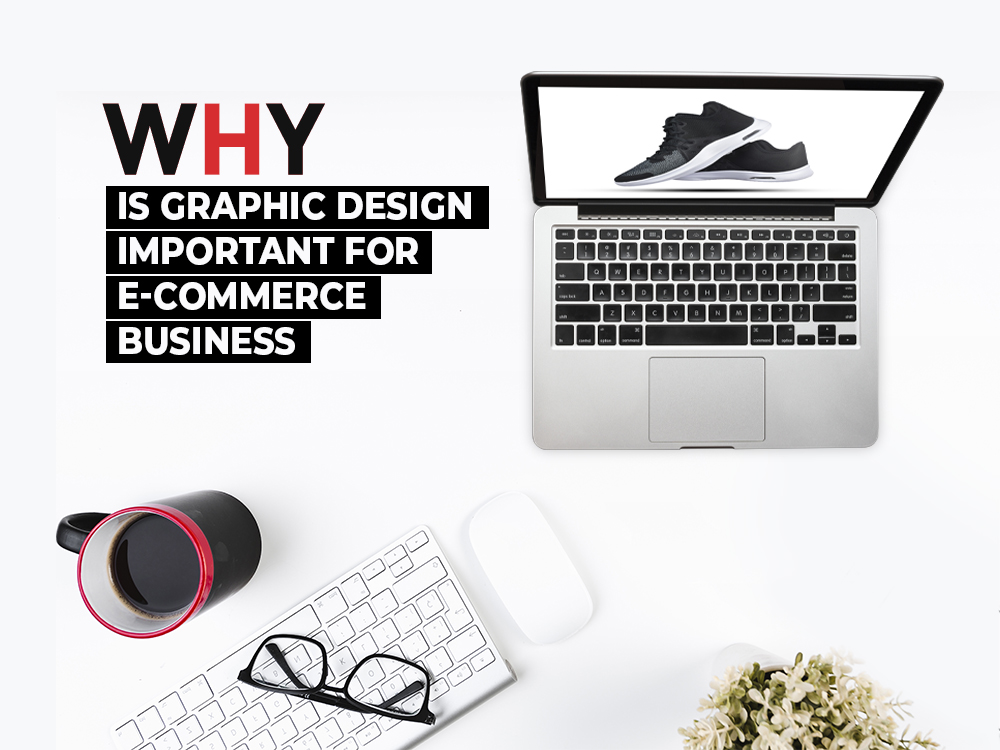 WHY
IS GRAPHIC DESIGN
IMPORTANT FOR
E-COMMERCE
BUSINESS